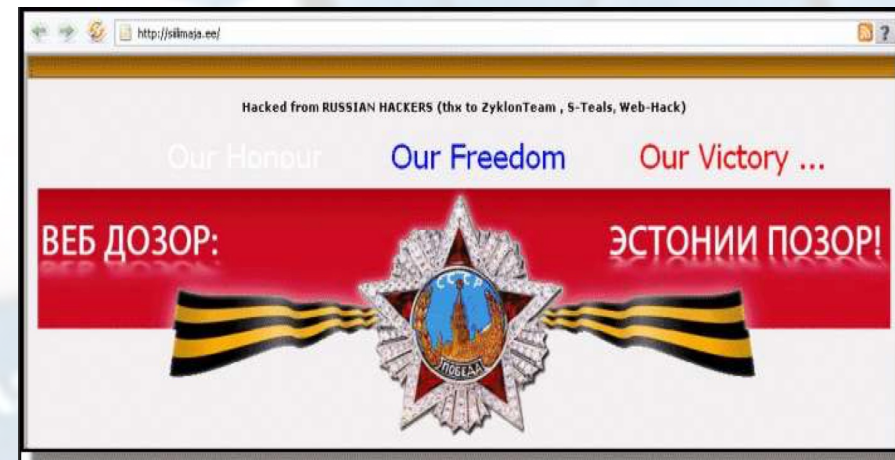 http://silmaja.ee/
?
Hacked from RUSSIAN HACKERS (thx to ZyklonTeam , S-Teals, Web-Hack)
Our Honour Our Freedom Our Victory ...
ВЕБ ДОЗОР: ЭСТОНИИ ПОЗОР!
СССР
ПОБЕДА